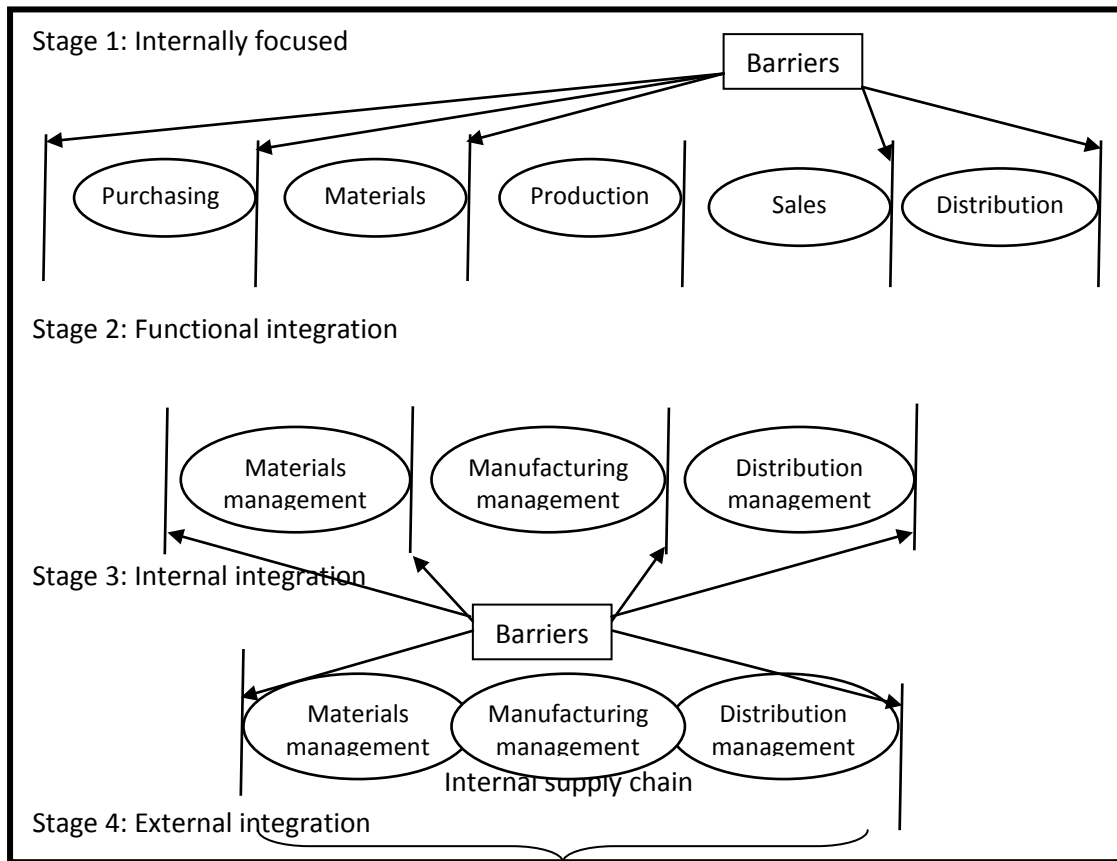 Stage 1: Internally focused
Barriers
Purchasing
Materials
Production
Sales
Distribution
Stage 2: Functional integration
Materials
management
Manufacturing
management
Distribution
management
Stage 3: Internal integration
Barriers
Materials
management
Manufacturing
management
Distribution
management
Internal supply chain
Stage 4: External integration